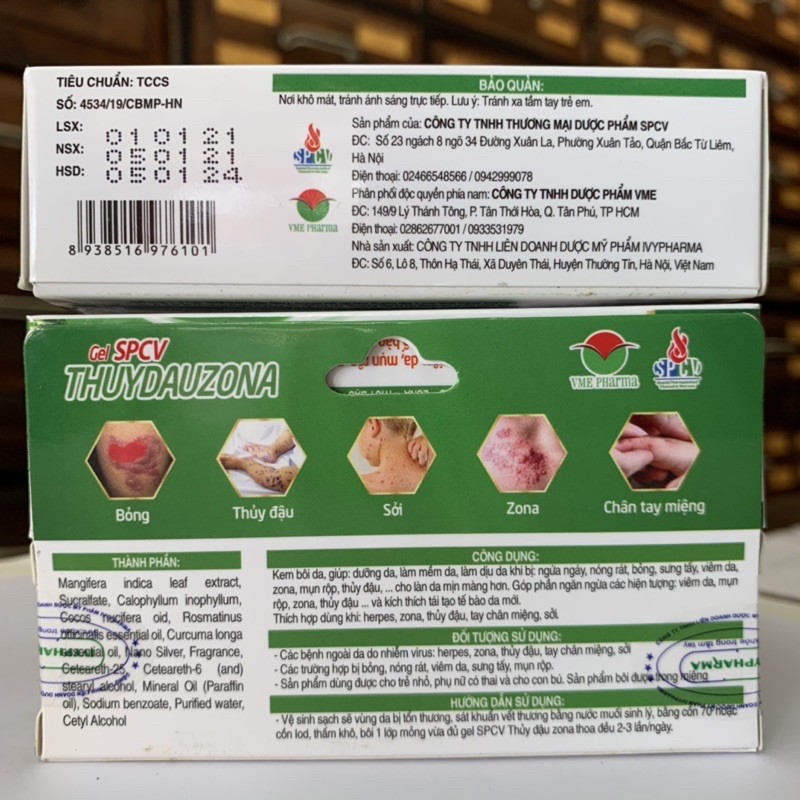 TIÊU CHUẨN: TCCS
SỐ: 4534/19/CBMP-HN
LSX: 010121
NSX: 050121
HSD: 050124
8 938516 976101
BẢO QUẢN:
Nơi khô mát, tránh ánh sáng trực tiếp. Lưu ý: Tránh xa tầm tay trẻ em.
SPCV
VME PHARMA
Sản phẩm của: CÔNG TY TNHH THƯƠNG MẠI DƯỢC PHẨM SPCV
ĐC: Số 23 ngách 8 ngõ 34 Đường Xuân La, Phường Xuân Tảo, Quận Bắc Từ Liêm,
Hà Nội
Điện thoại: 02466548566 / 0942999078
Phân phối độc quyền phía nam: CÔNG TY TNHH DƯỢC PHẨM VME
ĐC: 149/9 Lý Thánh Tông, P. Tân Thới Hòa, Q. Tân Phú, TP HCM
Điện thoại: 02862677001 / 0933531979
Nhà sản xuất: CÔNG TY TNHH LIÊN DOANH DƯỢC MỸ PHẨM IVYPHARMA
ĐC: Số 6, Lô 8, Thôn Hạ Thái, Xã Duyên Thái, Huyện Thường Tín, Hà Nội, Việt Nam
Gel SPCV
THUYDAUZONA
da, mụn
VME PHARMA
SPCV
Bỏng
Thủy đậu
Sởi
Zona
Chân tay miệng
THÀNH PHẦN:
Mangifera indica leaf extract,
Sucralfate, Calophyllum inophyllum,
Cocos nucifera oid, Rosmatinus
officinalis essential oil, Curcuma longa
essential oil, Nano Silver, Fragrance,
Ceteareth-25, Ceteareth-6 (and)
stearyl alcohol, Mineral Oil (Paraffin
oil), Sodium benzoate, Purified water,
Cetyl Alcohol
CÔNG DỤNG:
Kem bôi da, giúp: dưỡng da, làm mềm da, làm dịu da khi bị: ngứa ngáy, nóng rát, bỏng, sưng tấy, viêm da,
zona, mụn rộp, thủy đậu, ... cho làn da mịn màng hơn. Góp phần ngăn ngừa các hiện tượng: viêm da, mụn
rộp, zona, thủy đậu ... và kích thích tái tạo tế bào da mới.
Thích hợp dùng khi: herpes, zona, thủy đậu, tay chân miệng, sởi.
ĐỐI TƯỢNG SỬ DỤNG:
- Các bệnh ngoài da do nhiễm virus: herpes, zona, thủy đậu, tay chân miệng, sởi
- Các trường hợp bị bỏng, nóng rát, viêm da, sưng tấy, mụn rộp.
- Sản phẩm dùng được cho trẻ nhỏ, phụ nữ có thai và cho con bú. Sản phẩm bôi được trong miệng
HƯỚNG DẪN SỬ DỤNG:
- Vệ sinh sạch sẽ vùng da bị tổn thương, sát khuẩn vết thương bằng nước muối sinh lý, bằng cồn 70° hoặc
cồn Iod, thấm khô, bôi 1 lớp mỏng vừa đủ gel SPCV Thủy đậu zona thoa đều 2-3 lần/ngày.
YPHARMA